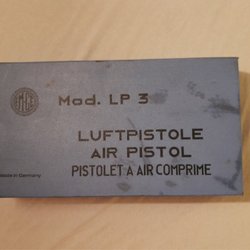 Mod. LP 3
LUFTPISTOLE
AIR PISTOL
PISTOLET A AIR COMPRIME
Made in Germany